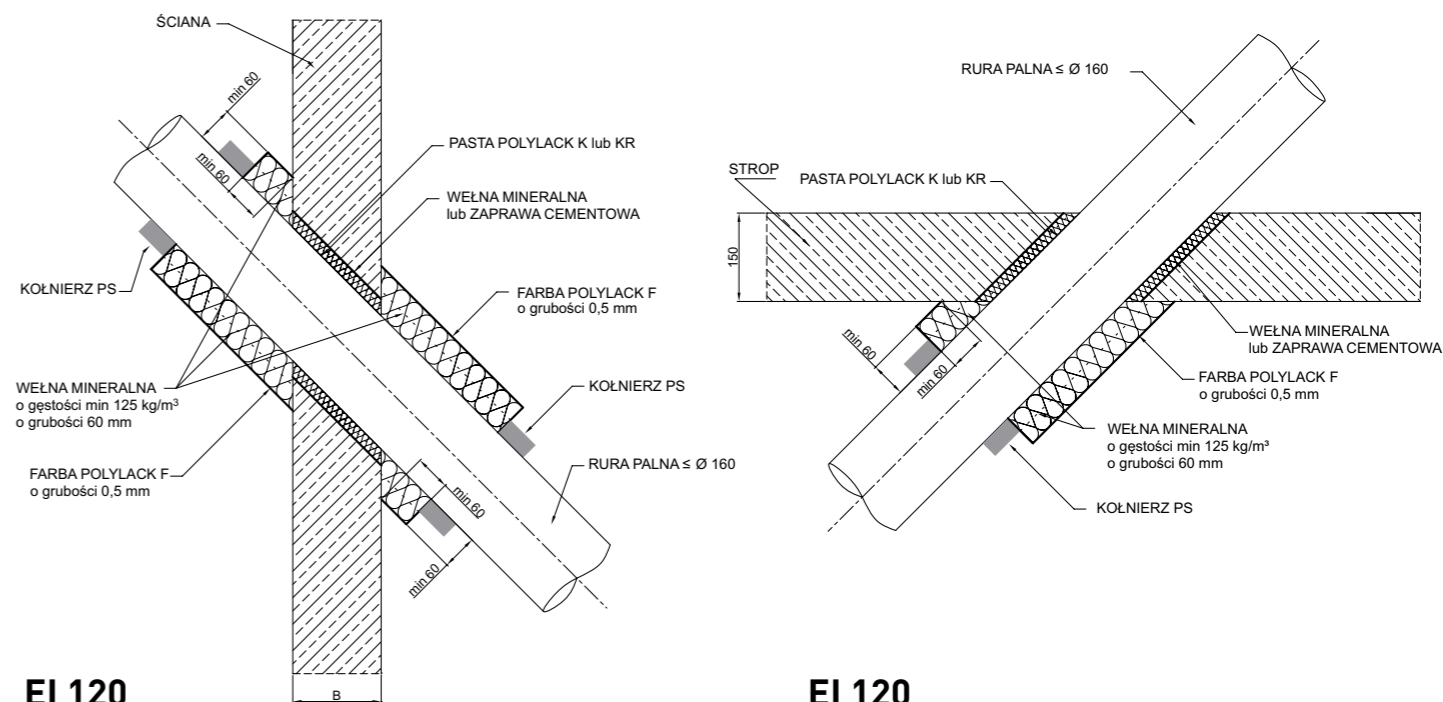 ŚCIANA
min 60
min 60
PASTA POLYLACK K lub KR
WEŁNA MINERALNA
lub ZAPRAWA CEMENTOWA
KOŁNIERZ PS
FARBA POLYLACK F
o grubości 0,5 mm
WEŁNA MINERALNA
o gęstości min 125 kg/m³
o grubości 60 mm
KOŁNIERZ PS
FARBA POLYLACK F
o grubości 0,5 mm
RURA PALNA ≤ Ø 160
min 60
min 60
EI 120
B
RURA PALNA ≤ Ø 160
STROP
PASTA POLYLACK K lub KR
150
min 60
min 60
WEŁNA MINERALNA
lub ZAPRAWA CEMENTOWA
FARBA POLYLACK F
o grubości 0,5 mm
WEŁNA MINERALNA
o gęstości min 125 kg/m³
o grubości 60 mm
KOŁNIERZ PS
EI 120